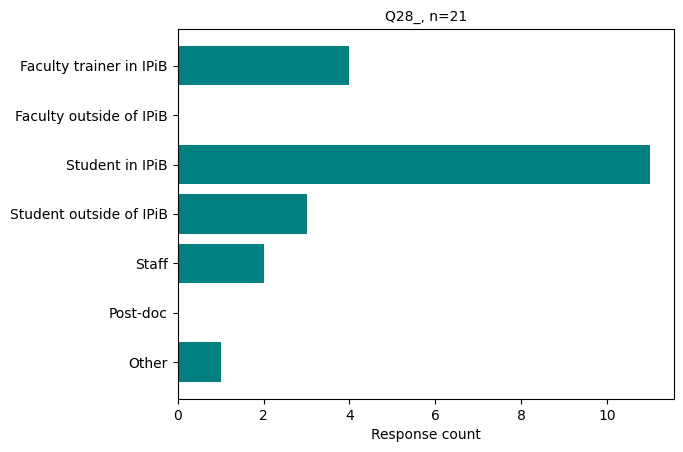 Q28_, n=21
Faculty trainer in IPiB
Faculty outside of IPiB
Student in IPiB
Student outside of IPiB
Staff
Post-doc
Other
0 2 4 6 8 10
Response count